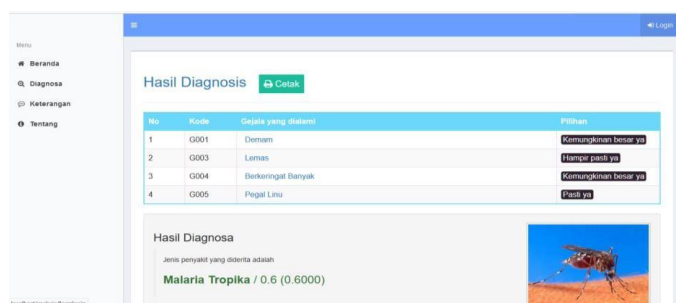 Login
Menu
Beranda
Diagnosa
Keterangan
Tentang
Hasil Diagnosis Cetak
No Kode Gejala yang dialami Pilihan
1 G001 Demam Kemungkinan besar ya
2 G003 Lemas Hampir pasti ya
3 G004 Berkeringat Banyak Kemungkinan besar ya
4 G005 Pegal Linu Pasti ya
Hasil Diagnosa
Jenis penyakit yang diderita adalah
Malaria Tropika / 0.6 (0.6000)